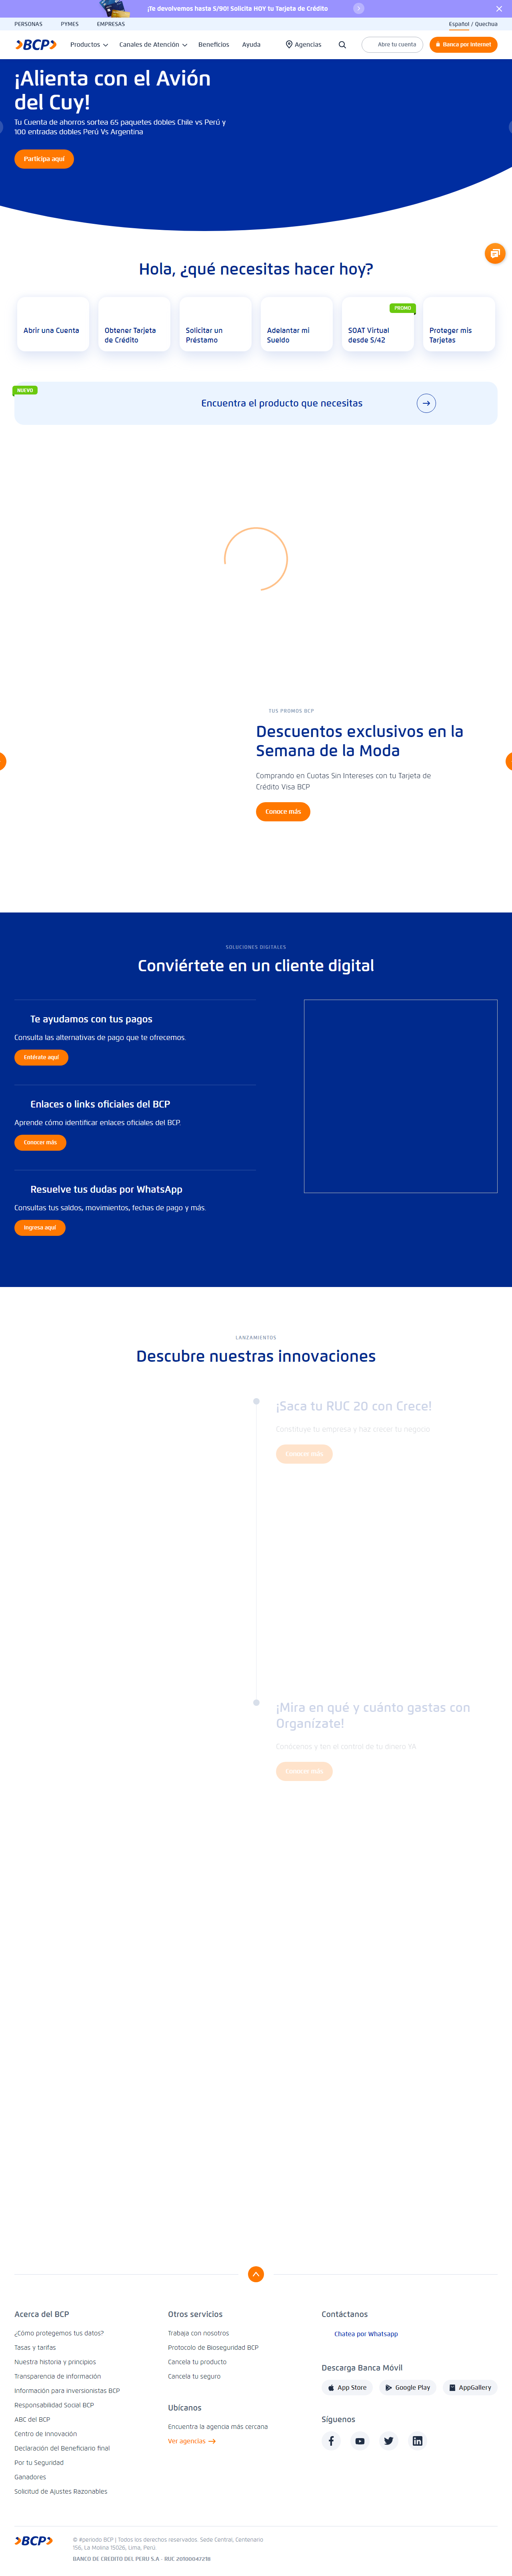 ¡Te devolvemos hasta S/90! Solicita HOY tu Tarjeta de Crédito
PERSONAS
PYMES
EMPRESAS
Español / Quechua
BCP
Productos
Canales de Atención
Beneficios
Ayuda
Agencias
Abre tu cuenta
Banca por Internet
¡Alienta con el Avión
del Cuy!
Tu Cuenta de ahorros sortea 65 paquetes dobles Chile vs Perú y
100 entradas dobles Perú Vs Argentina
Participa aquí
Hola, ¿qué necesitas hacer hoy?
Abrir una Cuenta
Obtener Tarjeta
de Crédito
Solicitar un
Préstamo
Adelantar mi
Sueldo
PROMO
SOAT Virtual
desde S/42
Proteger mis
Tarjetas
NUEVO
Encuentra el producto que necesitas
TUS PROMOS BCP
Descuentos exclusivos en la
Semana de la Moda
Comprando en Cuotas Sin Intereses con tu Tarjeta de
Crédito Visa BCP
Conoce más
SOLUCIONES DIGITALES
Conviértete en un cliente digital
Te ayudamos con tus pagos
Consulta las alternativas de pago que te ofrecemos.
Entérate aquí
Enlaces o links oficiales del BCP
Aprende cómo identificar enlaces oficiales del BCP.
Conocer más
Resuelve tus dudas por WhatsApp
Consultas tus saldos, movimientos, fechas de pago y más.
Ingresa aquí
LANZAMIENTOS
Descubre nuestras innovaciones
¡Saca tu RUC 20 con Crece!
Constituye tu empresa y haz crecer tu negocio
Conocer más
¡Mira en qué y cuánto gastas con
Organízate!
Conócenos y ten el control de tu dinero YA
Conocer más
Acerca del BCP
¿Cómo protegemos tus datos?
Tasas y tarifas
Nuestra historia y principios
Transparencia de información
Información para inversionistas BCP
Responsabilidad Social BCP
ABC del BCP
Centro de Innovación
Declaración del Beneficiario final
Por tu Seguridad
Ganadores
Solicitud de Ajustes Razonables
Otros servicios
Trabaja con nosotros
Protocolo de Bioseguridad BCP
Cancela tu producto
Cancela tu seguro
Ubícanos
Encuentra la agencia más cercana
Ver agencias
Contáctanos
Chatea por Whatsapp
Descarga Banca Móvil
App Store
Google Play
AppGallery
Síguenos
BCP
© #periodo BCP | Todos los derechos reservados. Sede Central, Centenario
156, La Molina 15026, Lima, Perú.
BANCO DE CREDITO DEL PERU S.A - RUC 20100047218